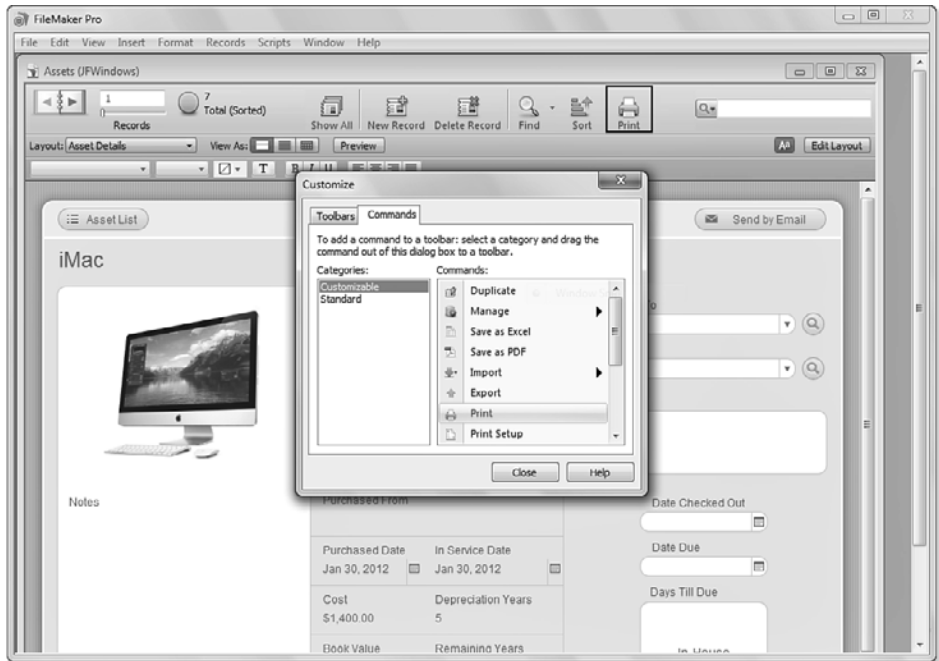 FileMaker Pro
File Edit View Insert Format Records Scripts Window Help
Assets (JFWindows)
1
7
Total (Sorted)
Records
Show All New Record Delete Record Find Sort Print
Layout: Asset Details View As: Preview Aa Edit Layout
T B I U
Customize
Toolbars Commands
To add a command to a toolbar: select a category and drag the
command out of this dialog box to a toolbar.
Categories: Commands:
Customizable
Standard
Duplicate
Manage
Save as Excel
Save as PDF
Import
Export
Print
Print Setup
Close Help
Asset List
Send by Email
iMac
Notes
Purchased From
Date Checked Out
Purchased Date In Service Date
Jan 30, 2012 Jan 30, 2012
Date Due
Cost Depreciation Years
$1,400.00 5
Days Till Due
Book Value Remaining Years
In House